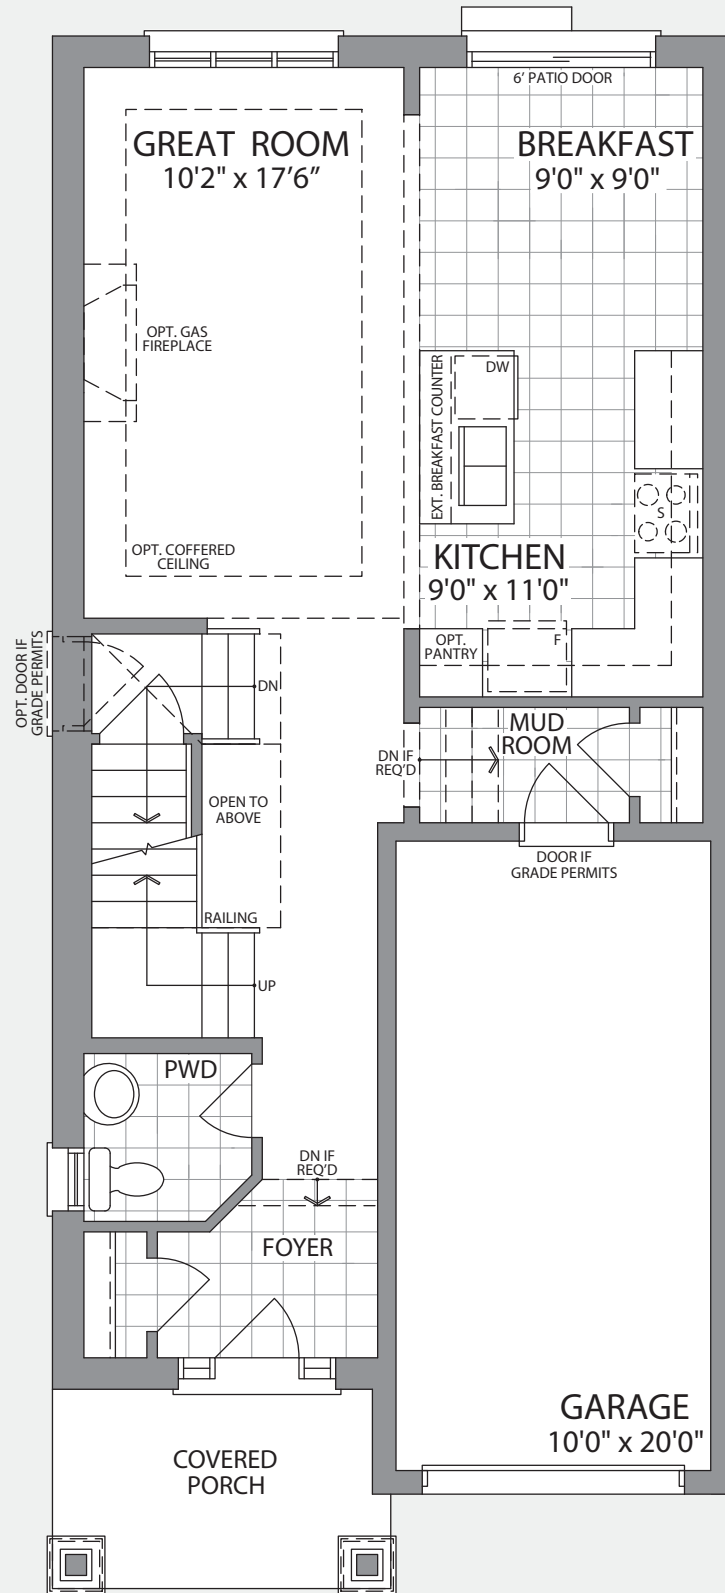 6' PATIO DOOR
GREAT ROOM
10'2" x 17'6"
BREAKFAST
9'0" x 9'0"
OPT. GAS
FIREPLACE
DW
EXT. BREAKFAST COUNTER
S
OPT. COFFERED
CEILING
KITCHEN
9'0" x 11'0"
OPT.
PANTRY
F
OPT. DOOR IF
GRADE PERMITS
DN
MUD
ROOM
DN IF
REQ'D
OPEN TO
ABOVE
DOOR IF
GRADE PERMITS
RAILING
UP
PWD
DN IF
REQ'D
FOYER
GARAGE
10'0" x 20'0"
COVERED
PORCH